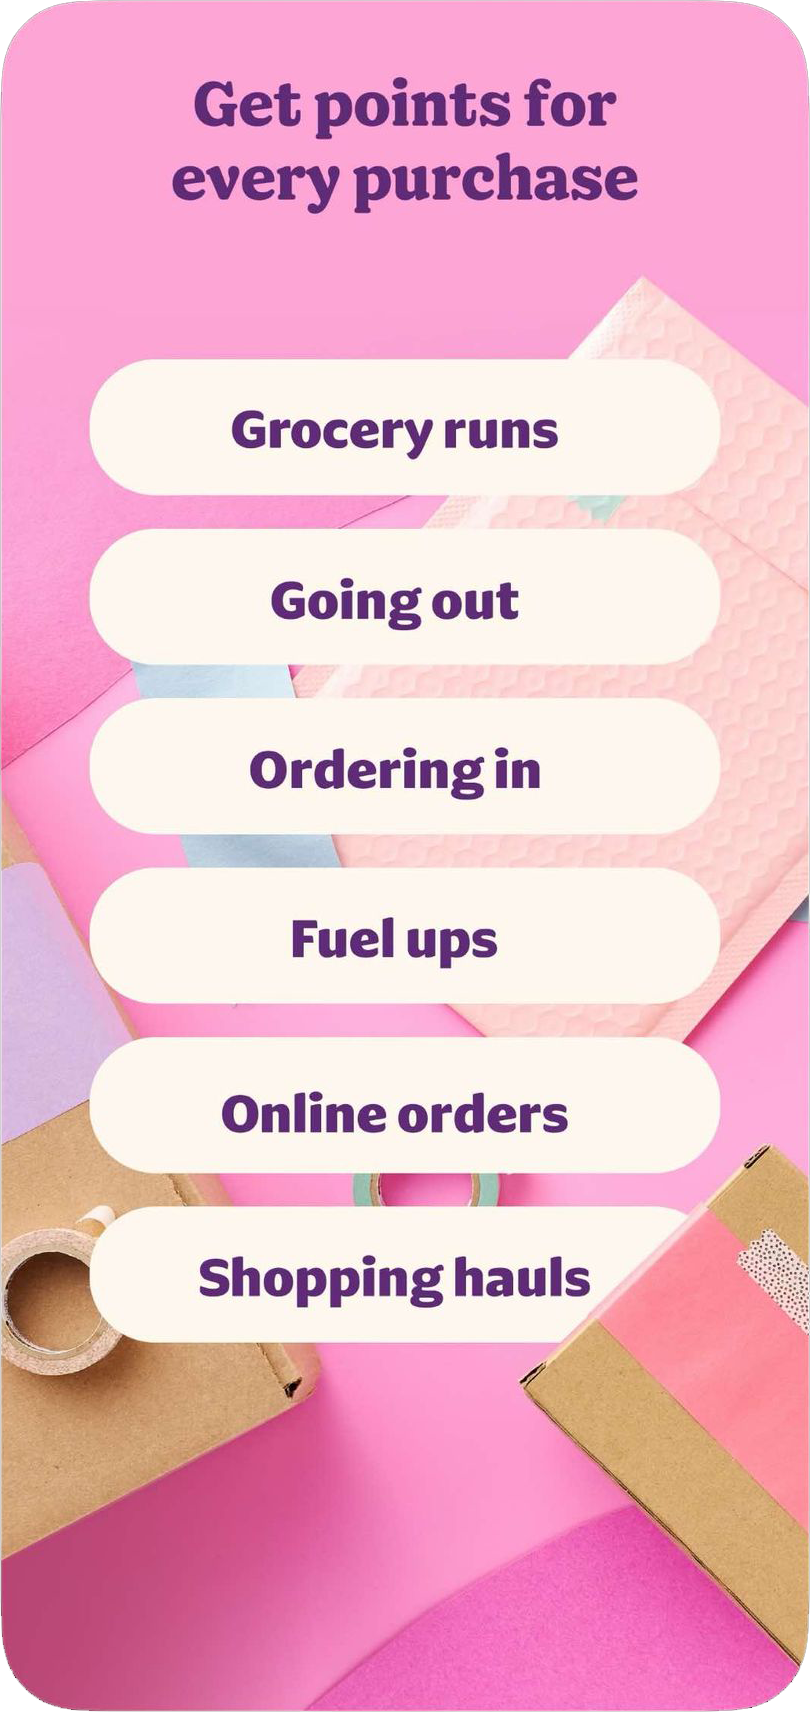 Get points for
every purchase
Grocery runs
Going out
Ordering in
Fuel ups
Online orders
Shopping hauls